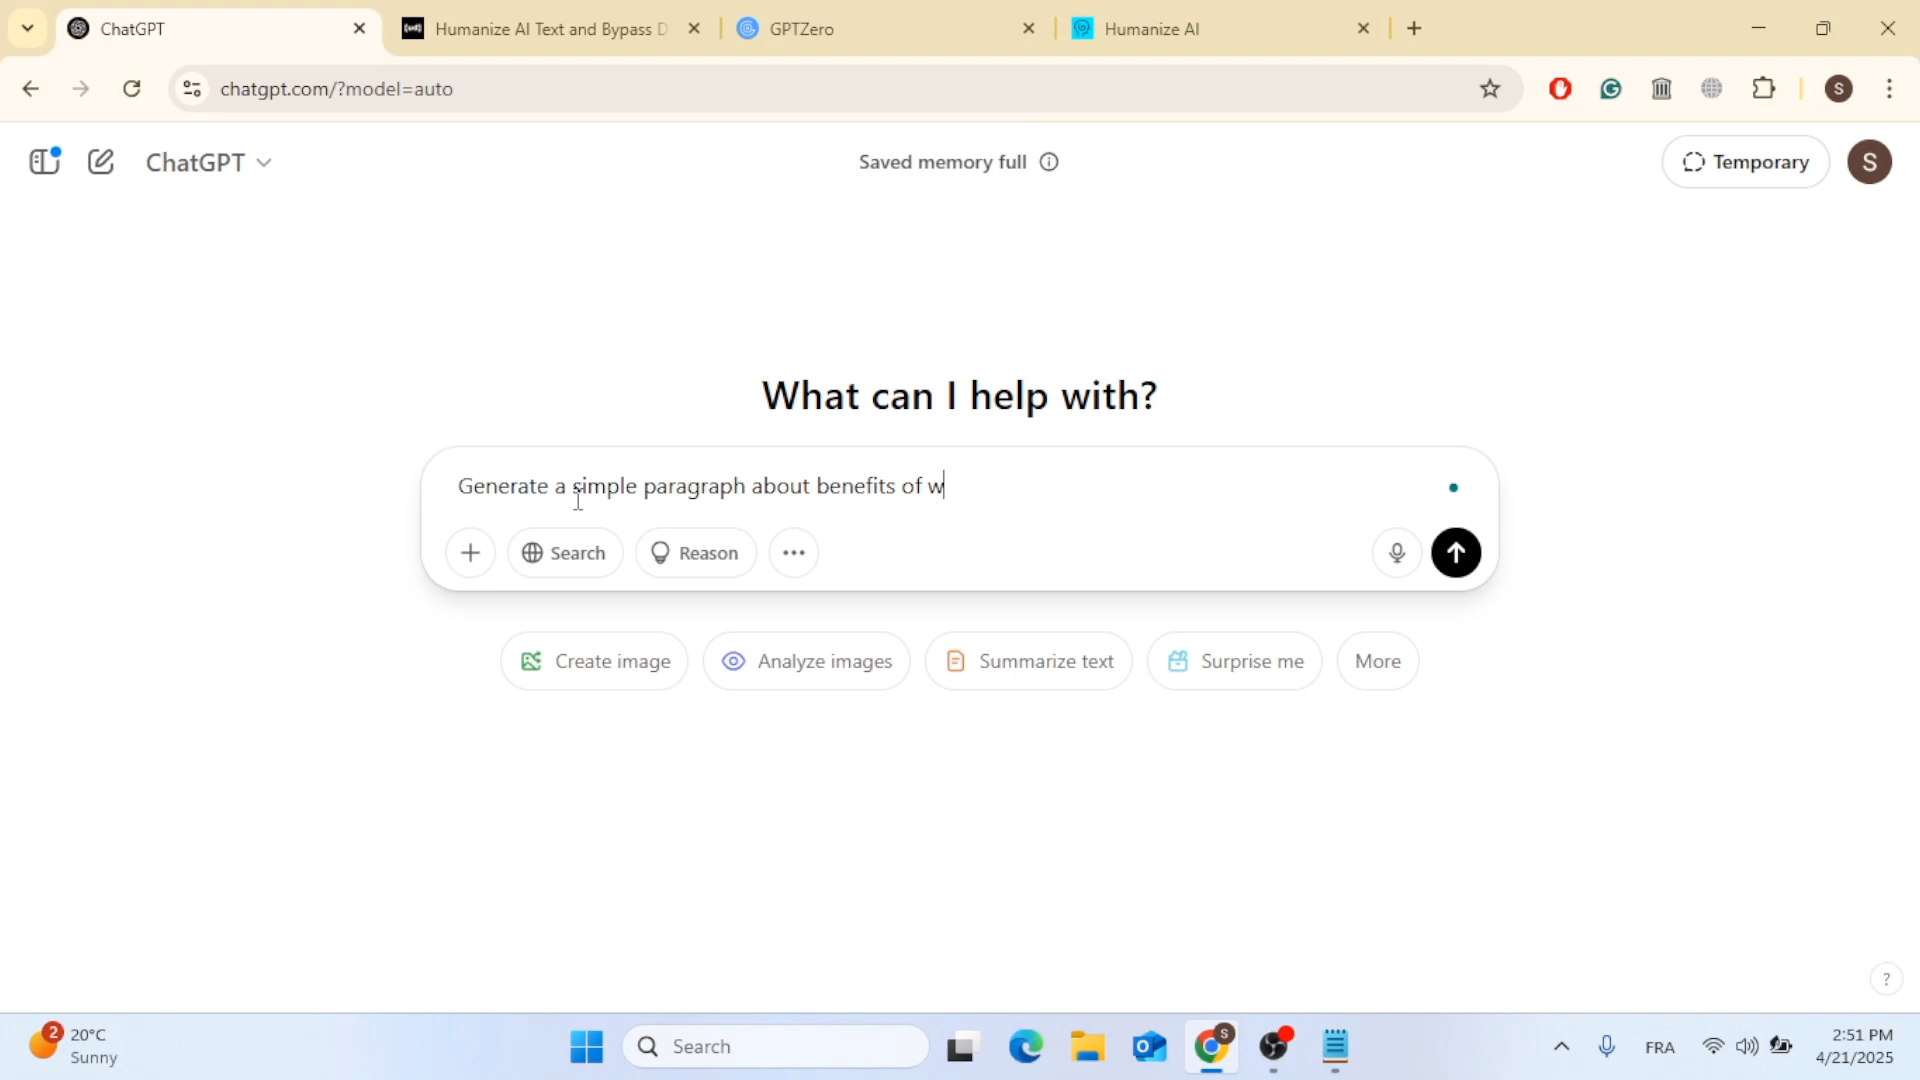 ChatGPT
Humanize AI Text and Bypass D
GPTZero
Humanize AI
chatgpt.com/?model=auto
S
ChatGPT
Saved memory full
Temporary
S
What can I help with?
Generate a simple paragraph about benefits of w
Search
Reason
Create image
Analyze images
Summarize text
Surprise me
More
?
2
20°C
Sunny
Search
S
FRA
2:51 PM
4/21/2025